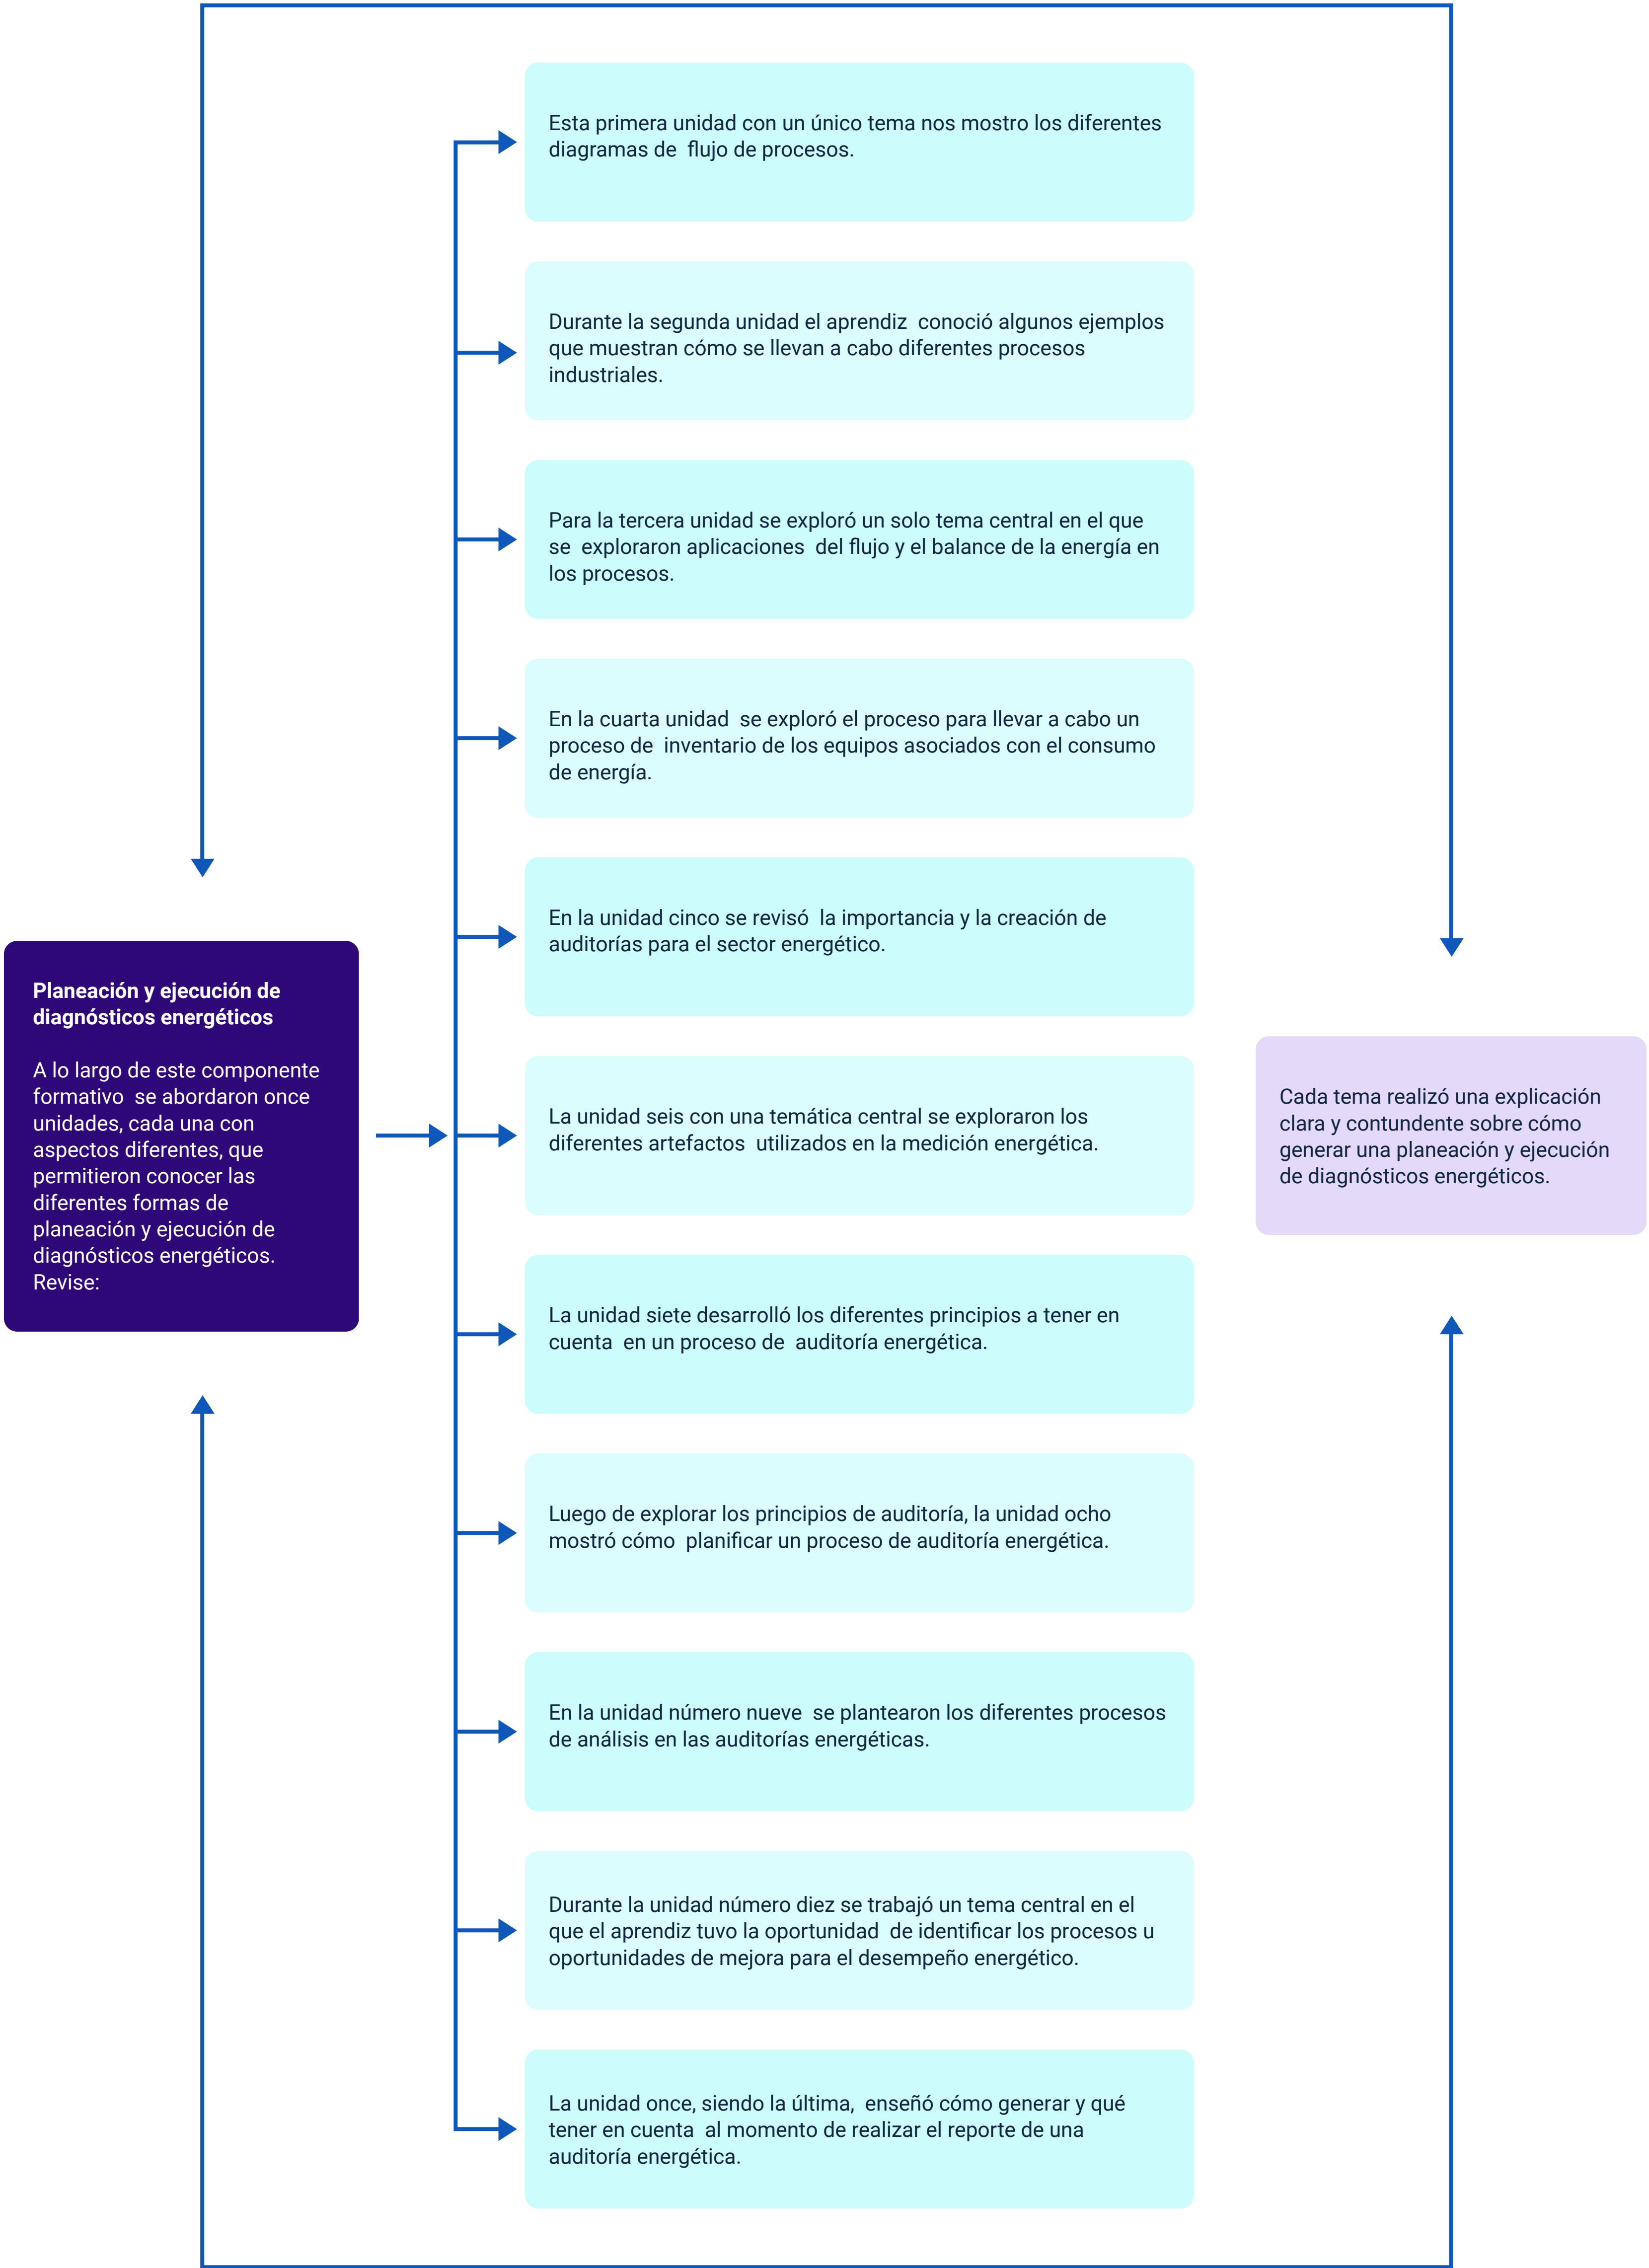 Planeación y ejecución de
diagnósticos energéticos
A lo largo de este componente
formativo  se abordaron once
unidades, cada una con
aspectos diferentes, que
permitieron conocer las
diferentes formas de
planeación y ejecución de
diagnósticos energéticos.
Revise:
Esta primera unidad con un único tema nos mostro los diferentes
diagramas de  flujo de procesos.
Durante la segunda unidad el aprendiz  conoció algunos ejemplos
que muestran cómo se llevan a cabo diferentes procesos
industriales.
Para la tercera unidad se exploró un solo tema central en el que
se  exploraron aplicaciones  del flujo y el balance de la energía en
los procesos.
En la cuarta unidad  se exploró el proceso para llevar a cabo un
proceso de  inventario de los equipos asociados con el consumo
de energía.
En la unidad cinco se revisó  la importancia y la creación de
auditorías para el sector energético.
La unidad seis con una temática central se exploraron los
diferentes artefactos  utilizados en la medición energética.
La unidad siete desarrolló los diferentes principios a tener en
cuenta  en un proceso de  auditoría energética.
Luego de explorar los principios de auditoría, la unidad ocho
mostró cómo  planificar un proceso de auditoría energética.
En la unidad número nueve  se plantearon los diferentes procesos
de análisis en las auditorías energéticas.
Durante la unidad número diez se trabajó un tema central en el
que el aprendiz tuvo la oportunidad  de identificar los procesos u
oportunidades de mejora para el desempeño energético.
La unidad once, siendo la última,  enseñó cómo generar y qué
tener en cuenta  al momento de realizar el reporte de una
auditoría energética.
Cada tema realizó una explicación
clara y contundente sobre cómo
generar una planeación y ejecución
de diagnósticos energéticos.